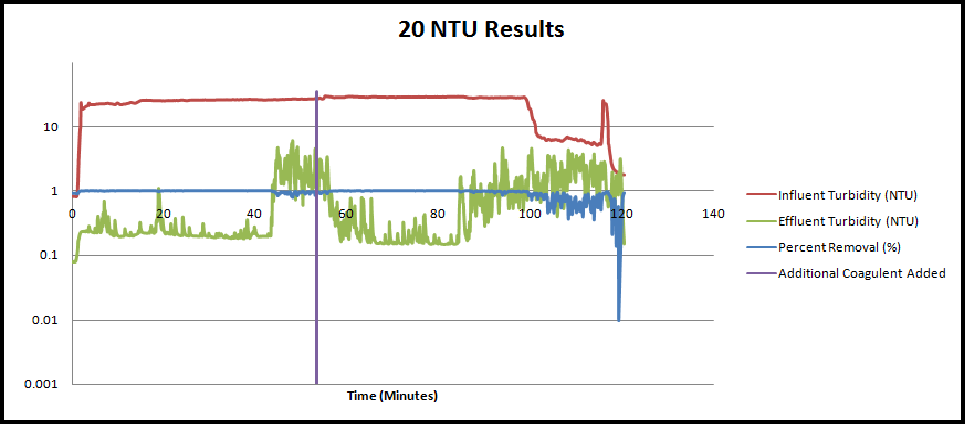 20 NTU Results
10
1
0.1
0.01
0.001
0 20 40 60 80 100 120 140
Time (Minutes)
Influent Turbidity (NTU)
Effluent Turbidity (NTU)
Percent Removal (%)
Additional Coagulent Added